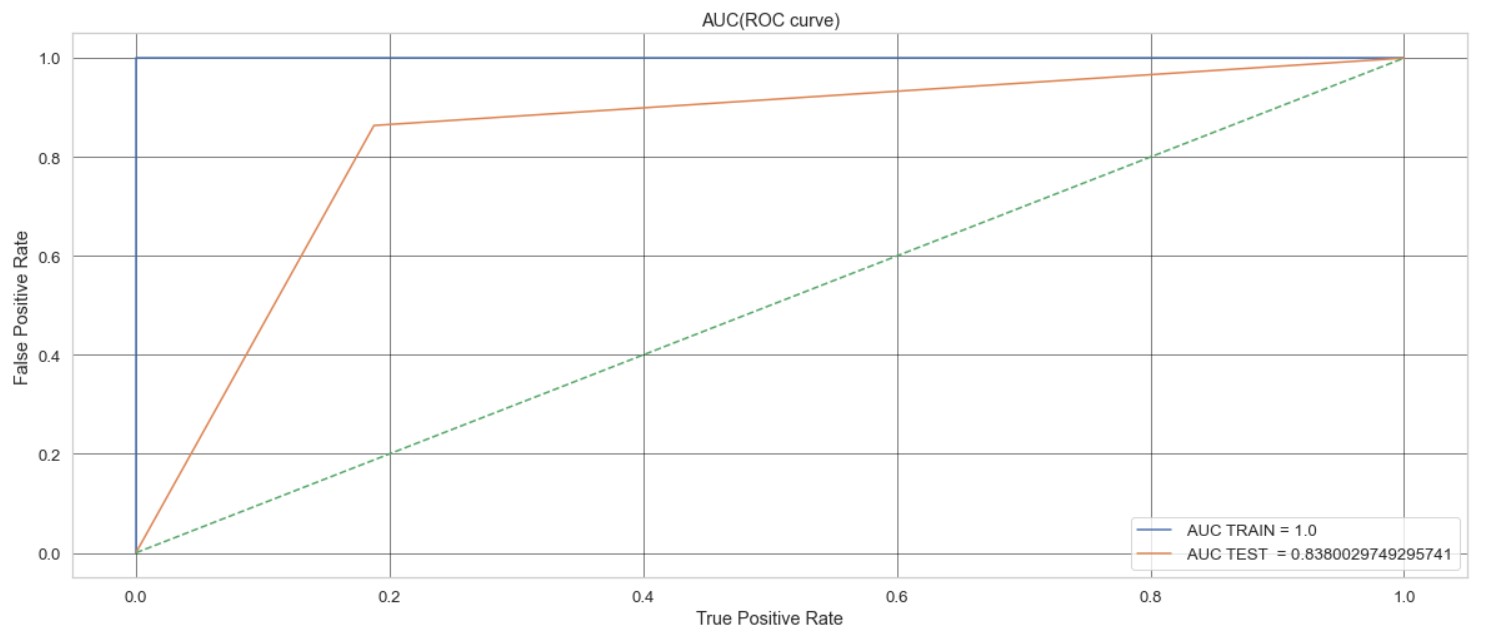 AUC(ROC curve)
1.0
0.8
0.6
0.4
0.2
0.0
False Positive Rate
0.0 0.2 0.4 0.6 0.8 1.0
True Positive Rate
AUC TRAIN = 1.0
AUC TEST = 0.8380029749295741